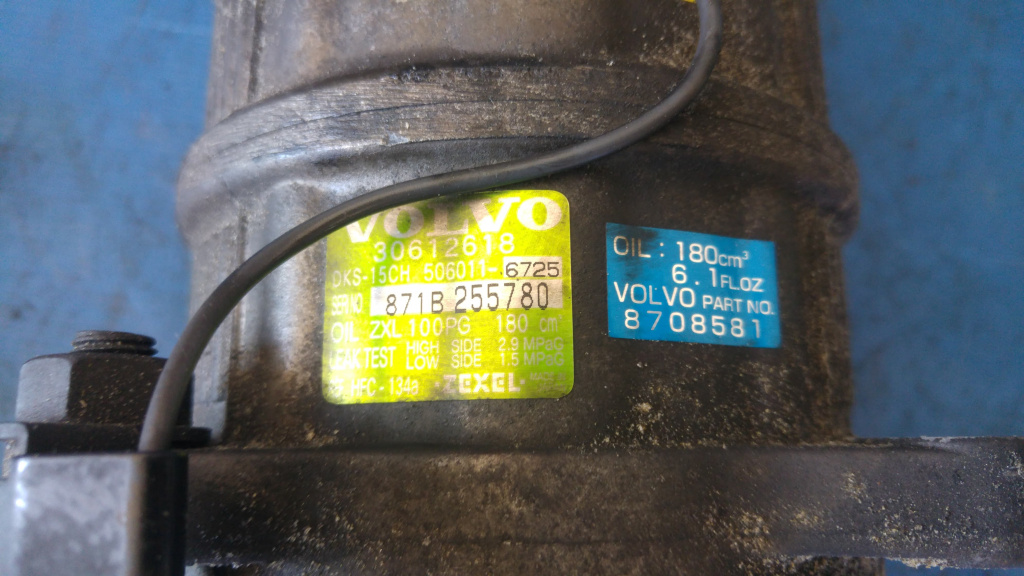 VOLVO
30612618
DKS-15CH 506011-6725
SER NO 871B 255780
OIL ZXL 100PG 180 cm³
LEAK TEST HIGH SIDE 2.9 MPaG
LOW SIDE 1.5 MPaG
HFC-134a ZEXEL
OIL: 180cm³
6.1FL.OZ
VOLVO PART NO.
8708581